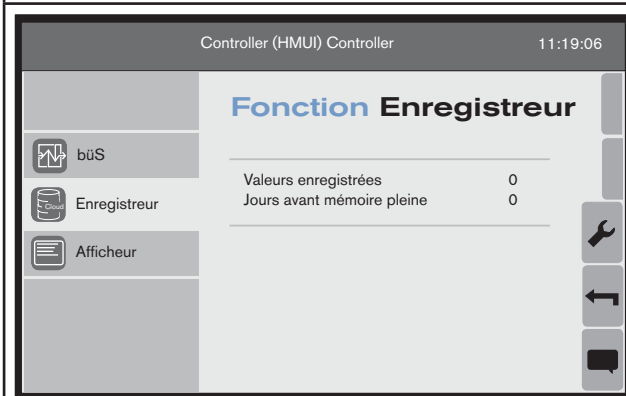 Controller (HMUI) Controller 11:19:06
Fonction Enregistreur
büS
Cloud
Enregistreur
Afficheur
Valeurs enregistrées 0
Jours avant mémoire pleine 0